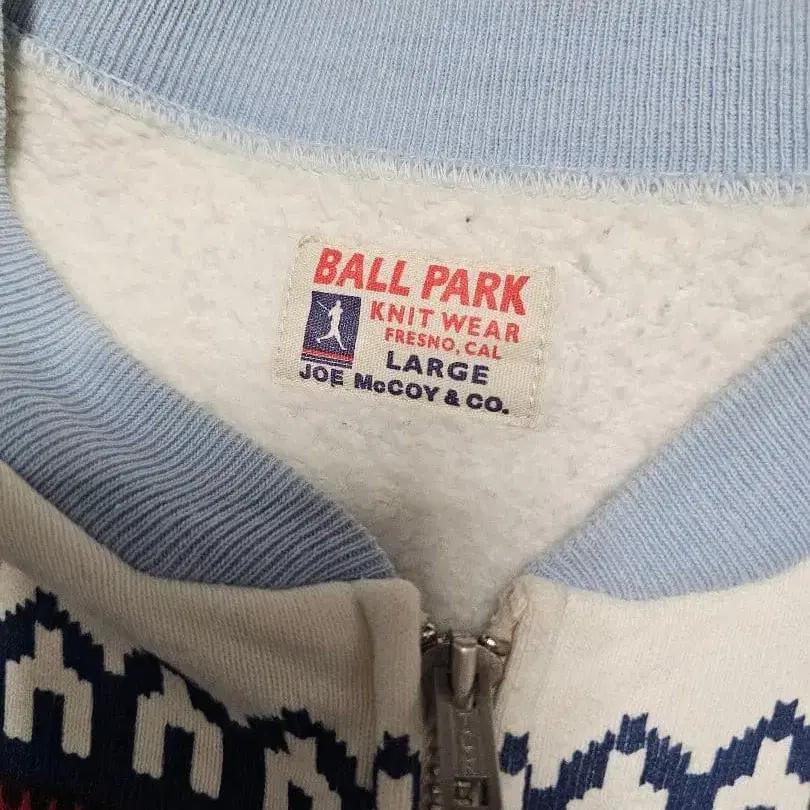 BALL PARK
KNIT WEAR
FRESNO, CAL
LARGE
JOE McCOY & CO.